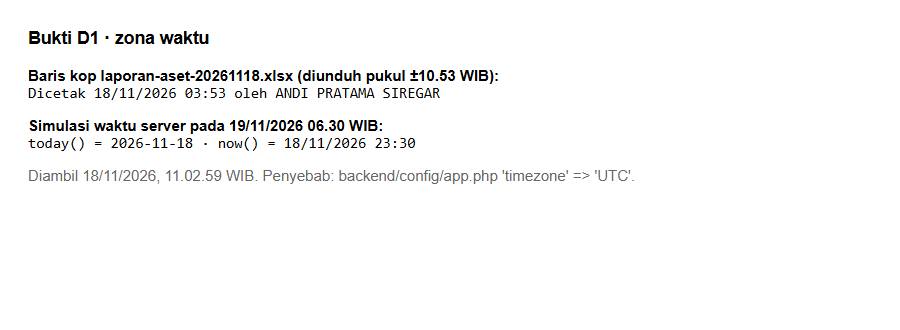 Bukti D1 · zona waktu
Baris kop laporan-aset-20261118.xlsx (diunduh pukul ±10.53 WIB):
Dicetak 18/11/2026 03:53 oleh ANDI PRATAMA SIREGAR
Simulasi waktu server pada 19/11/2026 06.30 WIB:
today() = 2026-11-18 · now() = 18/11/2026 23:30
Diambil 18/11/2026, 11.02.59 WIB. Penyebab: backend/config/app.php 'timezone' => 'UTC'.